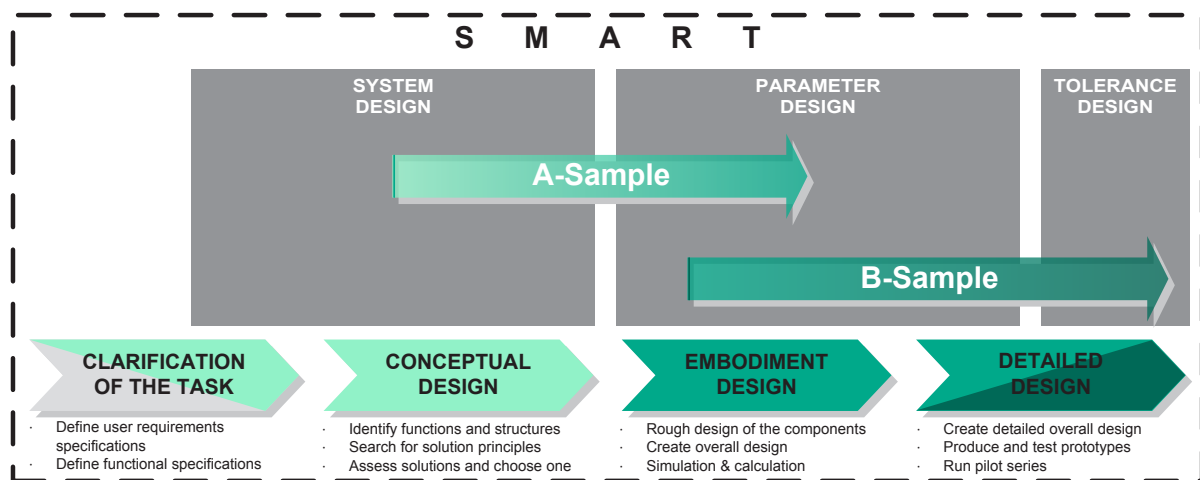 S M A R T
SYSTEM
DESIGN
PARAMETER
DESIGN
TOLERANCE
DESIGN
A-Sample
B-Sample
CLARIFICATION
OF THE TASK
· Define user requirements
specifications
· Define functional specifications
CONCEPTUAL
DESIGN
· Identify functions and structures
· Search for solution principles
· Assess solutions and choose one
EMBODIMENT
DESIGN
· Rough design of the components
· Create overall design
· Simulation & calculation
DETAILED
DESIGN
· Create detailed overall design
· Produce and test prototypes
· Run pilot series